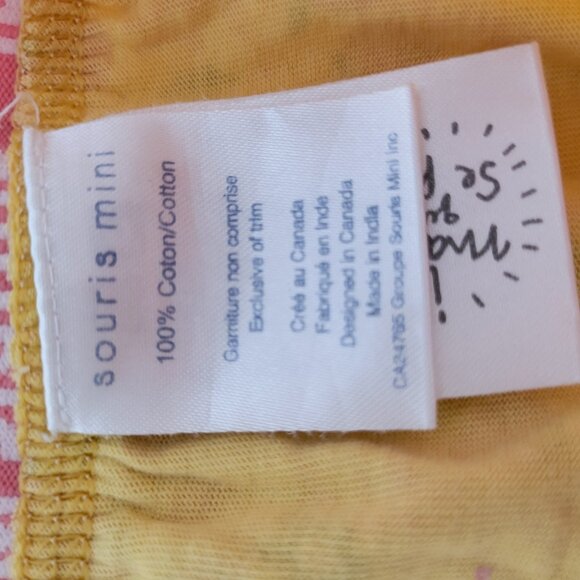 souris mini
100% Coton/Cotton
Garniture non comprise
Exclusive of trim
Créé au Canada
Fabriqué en Inde
Designed in Canada
Made in India
CA24765 Groupe Souris Mini Inc